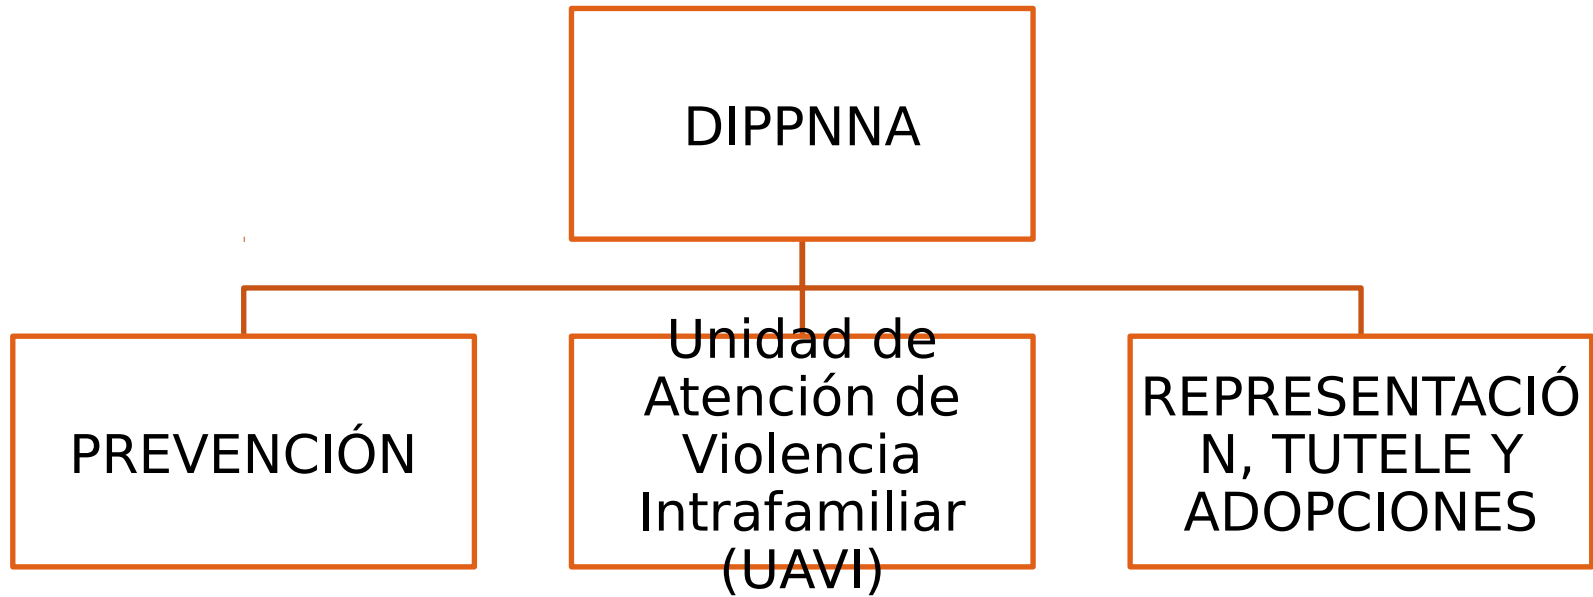 DIPPNNA
PREVENCIÓN
Unidad de
Atención de
Violencia
Intrafamiliar
(UAVI)
REPRESENTACIÓ
N, TUTELE Y
ADOPCIONES